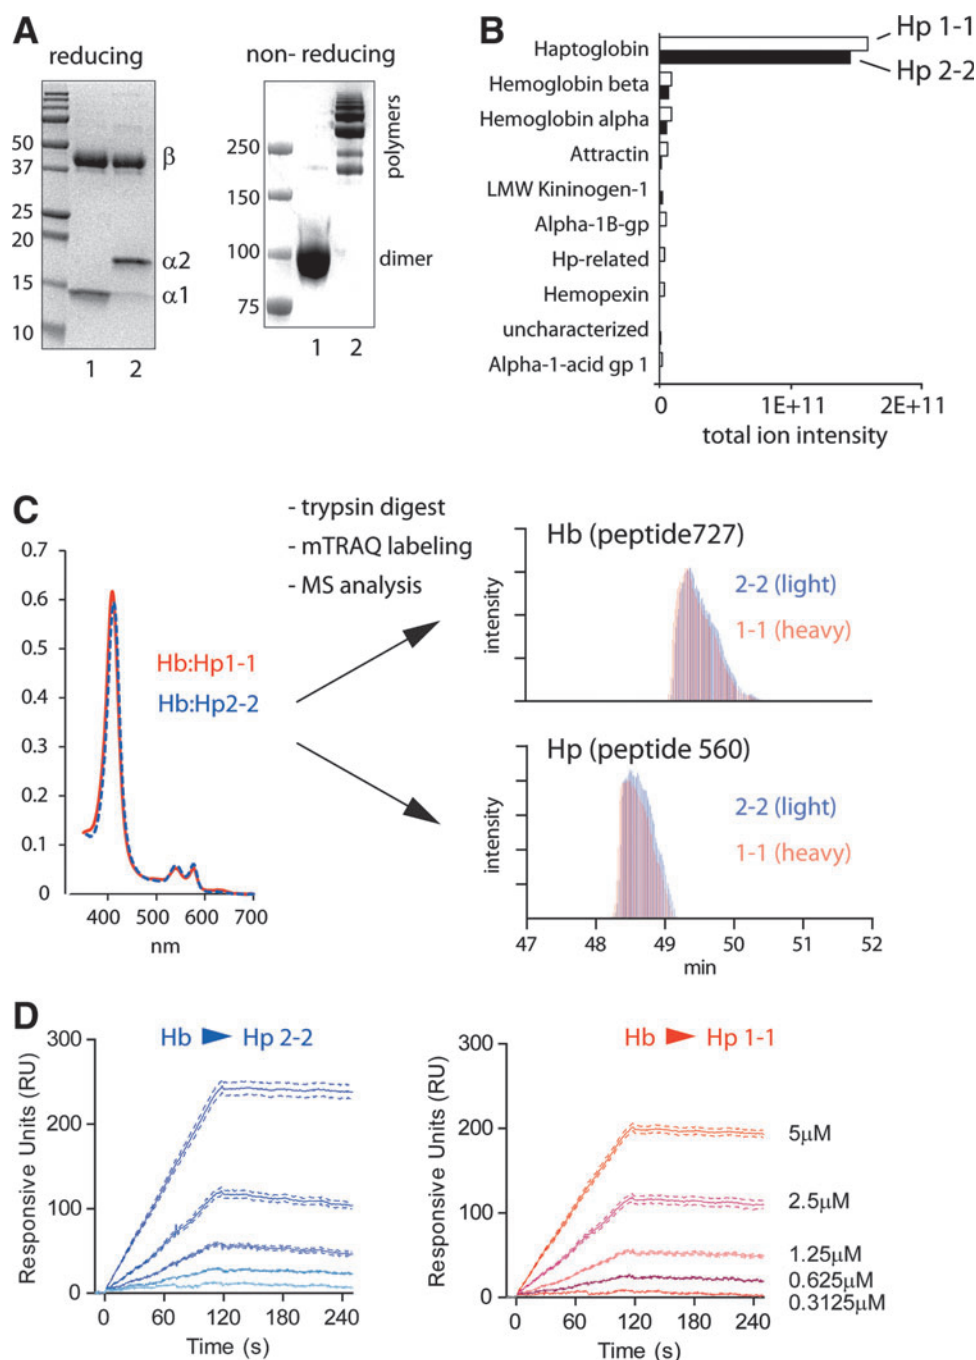 A
reducing
non- reducing
50
37
25
20
15
10
β
α2
α1
1 2
250
150
100
75
polymers
dimer
1 2
B
Hp 1-1
Hp 2-2
Haptoglobin
Hemoglobin beta
Hemoglobin alpha
Attractin
LMW Kininogen-1
Alpha-1B-gp
Hp-related
Hemopexin
uncharacterized
Alpha-1-acid gp 1
0 1E+11 2E+11
total ion intensity
C
0.7
0.6
0.5
0.4
0.3
0.2
0.1
0
400 500 600 700
nm
Hb:Hp1-1
Hb:Hp2-2
- trypsin digest
- mTRAQ labeling
- MS analysis
Hb (peptide727)
2-2 (light)
1-1 (heavy)
intensity
Hp (peptide 560)
2-2 (light)
1-1 (heavy)
intensity
47 48 49 50 51 52
min
D
Hb ► Hp 2-2
Responsive Units (RU)
300
200
100
0
0 60 120 180 240
Time (s)
Hb ► Hp 1-1
Responsive Units (RU)
300
200
100
0
0 60 120 180 240
Time (s)
5μM
2.5μM
1.25μM
0.625μM
0.3125μM